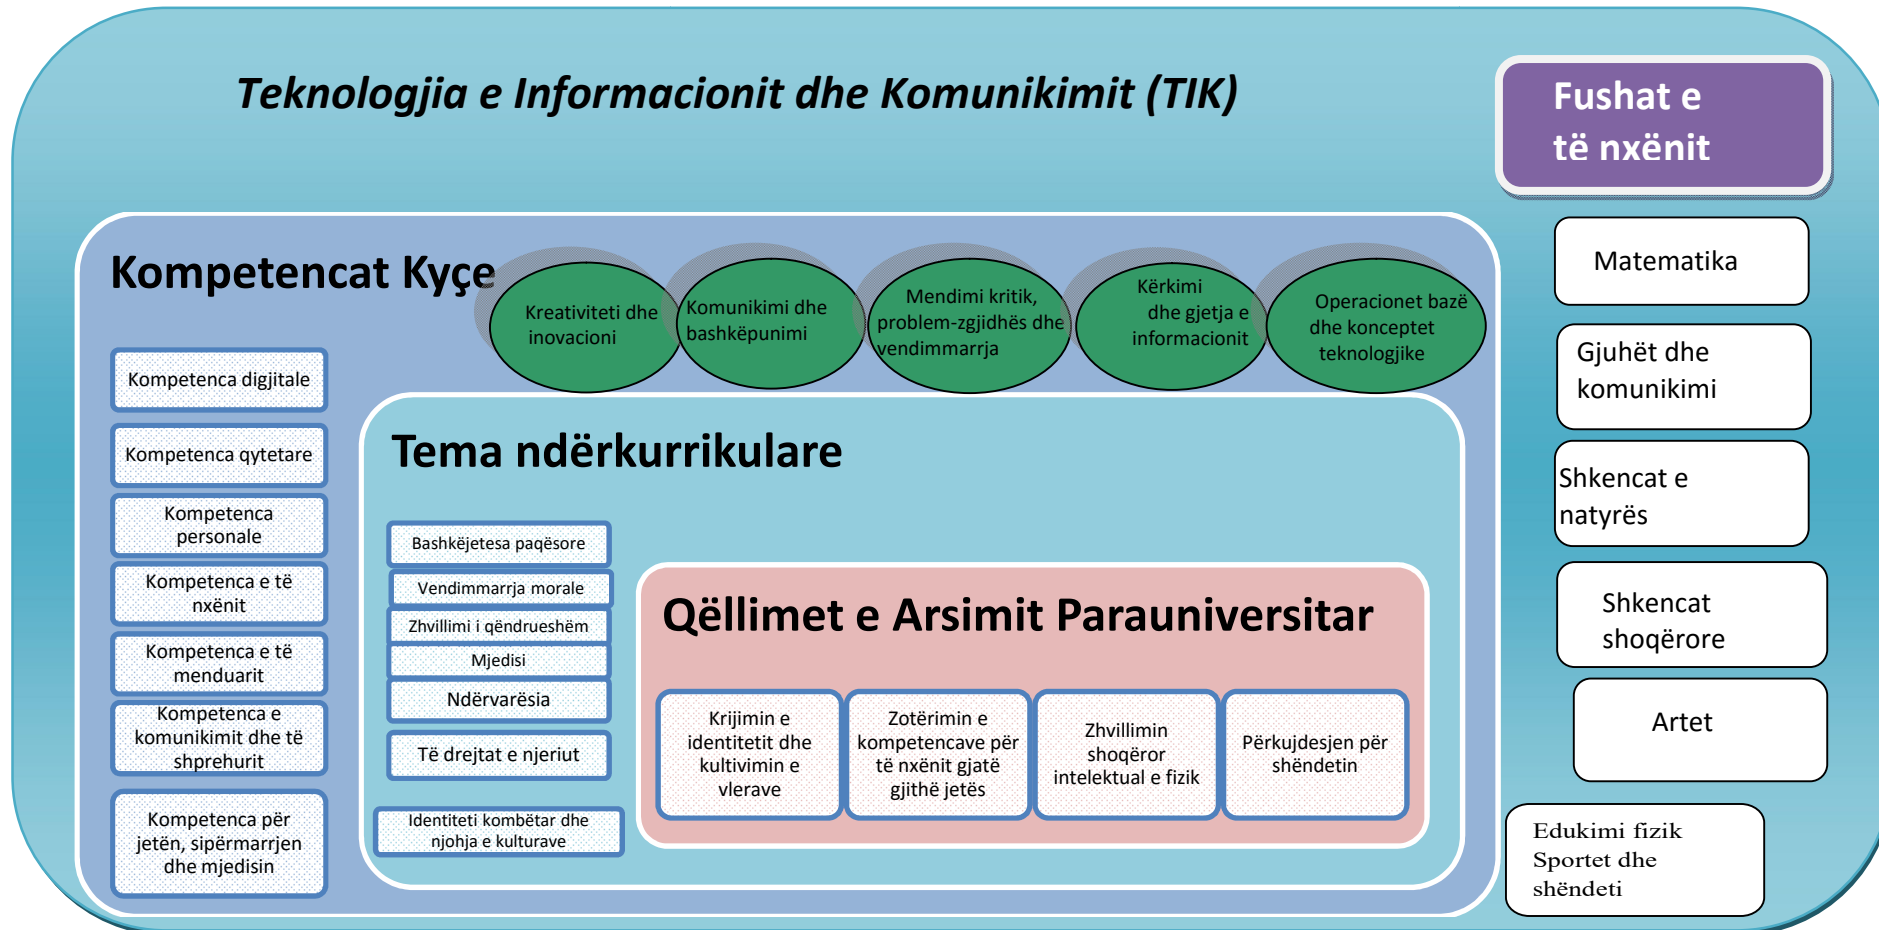 Teknologjia e Informacionit dhe Komunikimit (TIK)
Fushat e
të nxënit
Kompetencat Kyçe
Kreativiteti dhe
inovacioni
Komunikimi dhe
bashkëpunimi
Mendimi kritik,
problem-zgjidhës dhe
vendimmarrja
Kërkimi
dhe gjetja e
informacionit
Operacionet bazë
dhe konceptet
teknologjike
Kompetenca digjitale
Kompetenca qytetare
Kompetenca
personale
Kompetenca e të
nxënit
Kompetenca e të
menduarit
Kompetenca e
komunikimit dhe të
shprehurit
Kompetenca për
jetën, sipërmarrjen
dhe mjedisin
Tema ndërkurrikulare
Bashkëjetesa paqësore
Vendimmarrja morale
Zhvillimi i qëndrueshëm
Mjedisi
Ndërvarësia
Të drejtat e njeriut
Identiteti kombëtar dhe
njohja e kulturave
Qëllimet e Arsimit Parauniversitar
Krijimin e
identitetit dhe
kultivimin e
vlerave
Zotërimin e
kompetencave për
të nxënit gjatë
gjithë jetës
Zhvillimin
shoqëror
intelektual e fizik
Përkujdesjen për
shëndetin
Matematika
Gjuhët dhe
komunikimi
Shkencat e
natyrës
Shkencat
shoqërore
Artet
Edukimi fizik
Sportet dhe
shëndeti